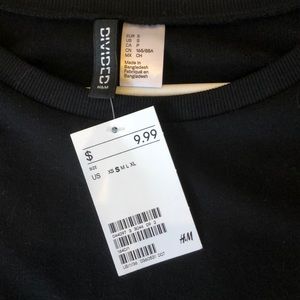 DIVIDED
H&M
EUR S
US S
CA P
CN 165/88A
MX CH
Made in
Bangladesh
Fabriqué en
Bangladesh
$ 9.99
SIZE
US XS S M L XL
H&M